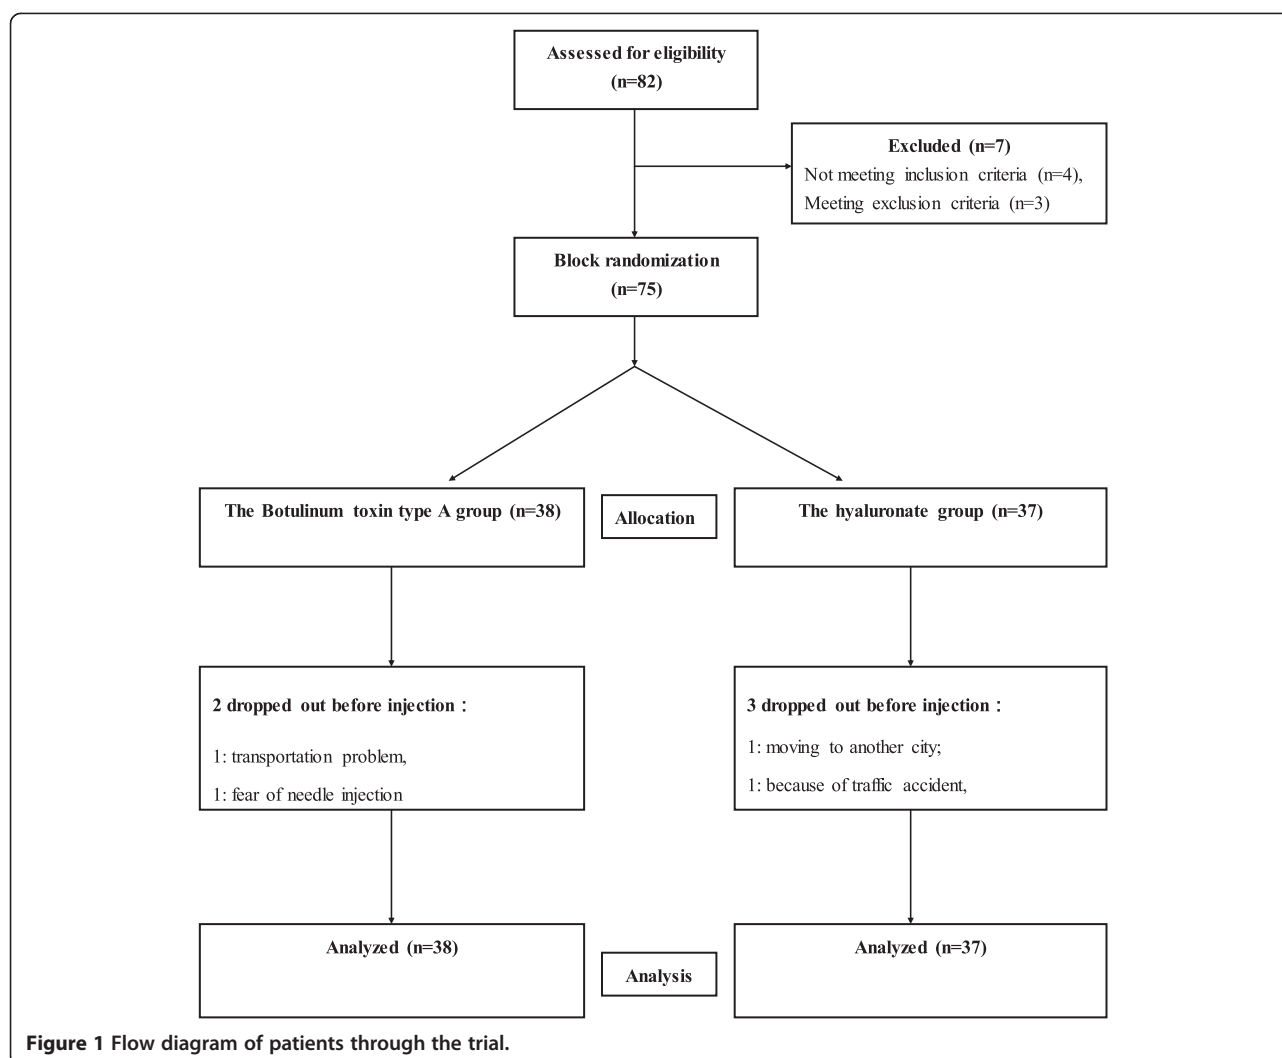 Assessed for eligibility
(n=82)
Excluded (n=7)
Not meeting inclusion criteria (n=4),
Meeting exclusion criteria (n=3)
Block randomization
(n=75)
The Botulinum toxin type A group (n=38)
Allocation
The hyaluronate group (n=37)
2 dropped out before injection :
1: transportation problem,
1: fear of needle injection
3 dropped out before injection :
1: moving to another city;
1: because of traffic accident,
Analyzed (n=38)
Analysis
Analyzed (n=37)
Figure 1 Flow diagram of patients through the trial.